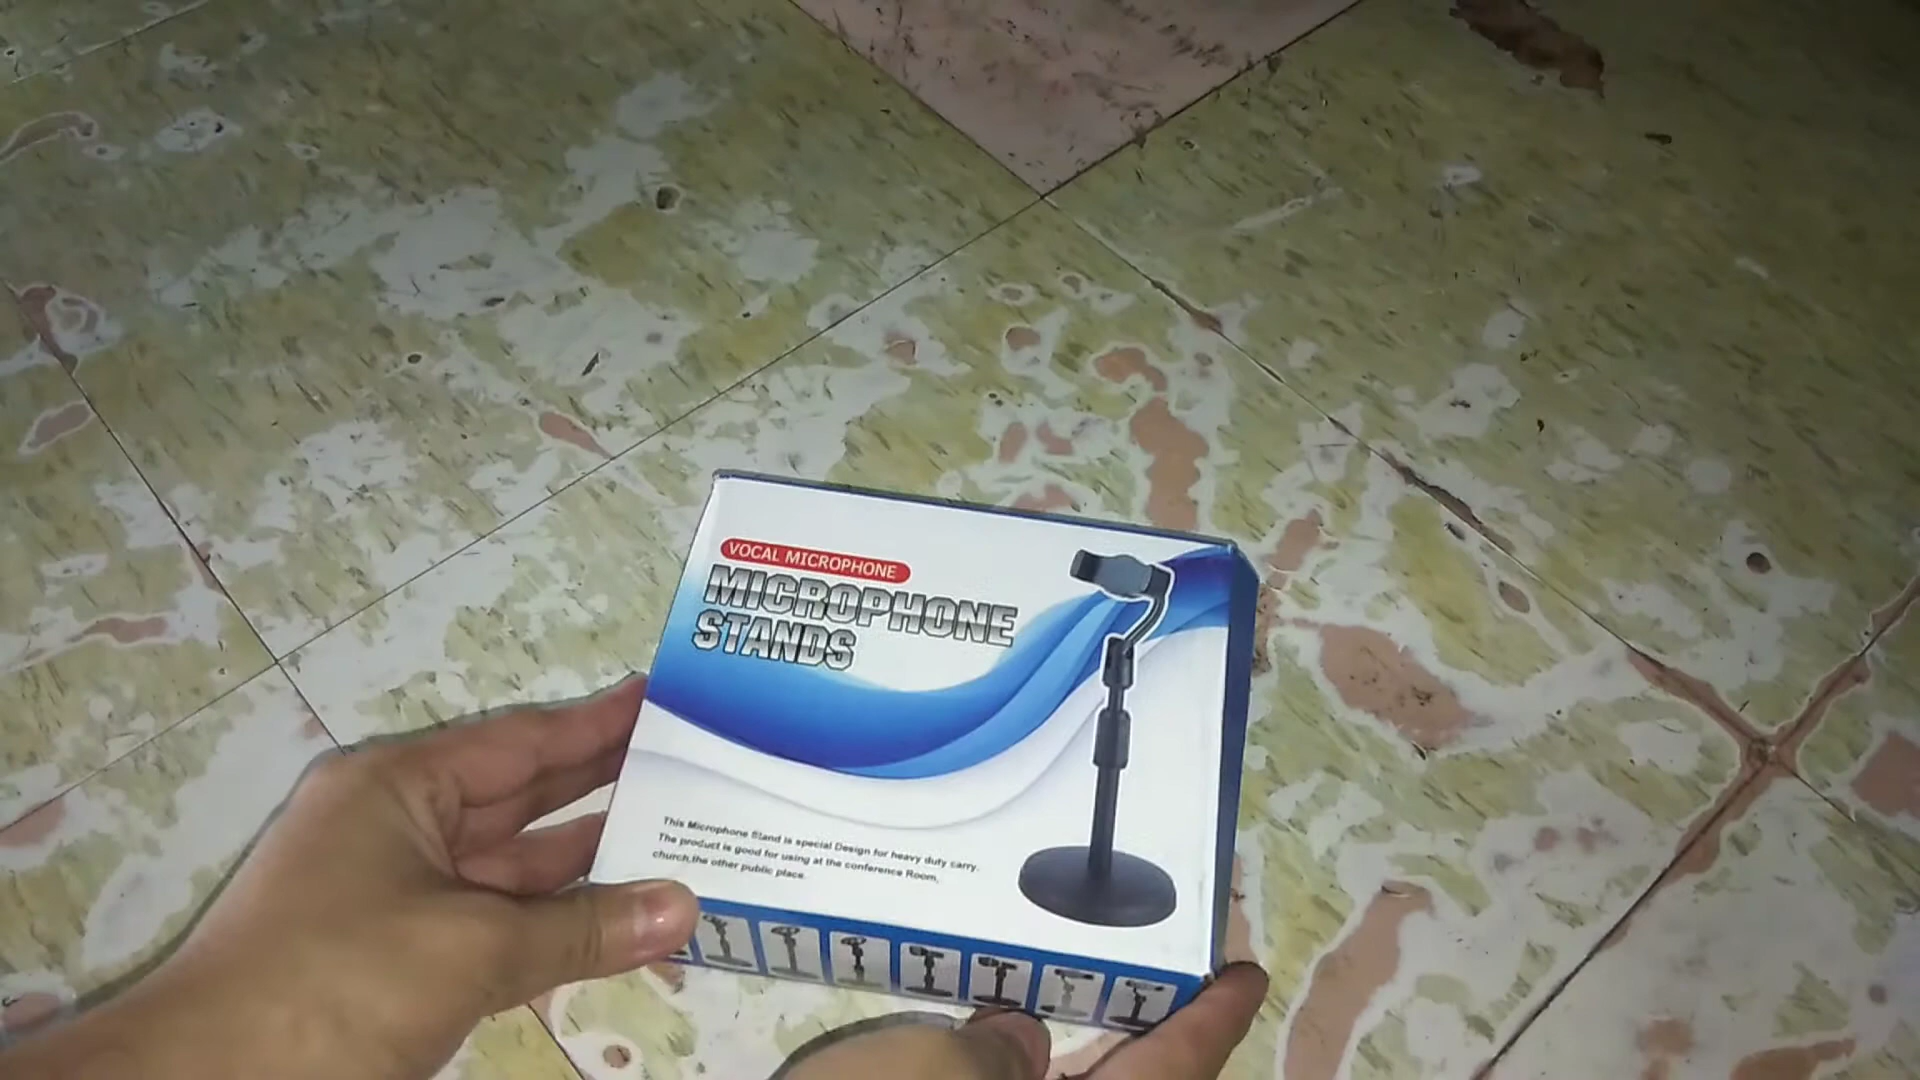 VOCAL MICROPHONE
MICROPHONE
STANDS
This Microphone Stand is special Design for heavy duty carry.
The product is good for using at the conference Room,
church,the other public place.